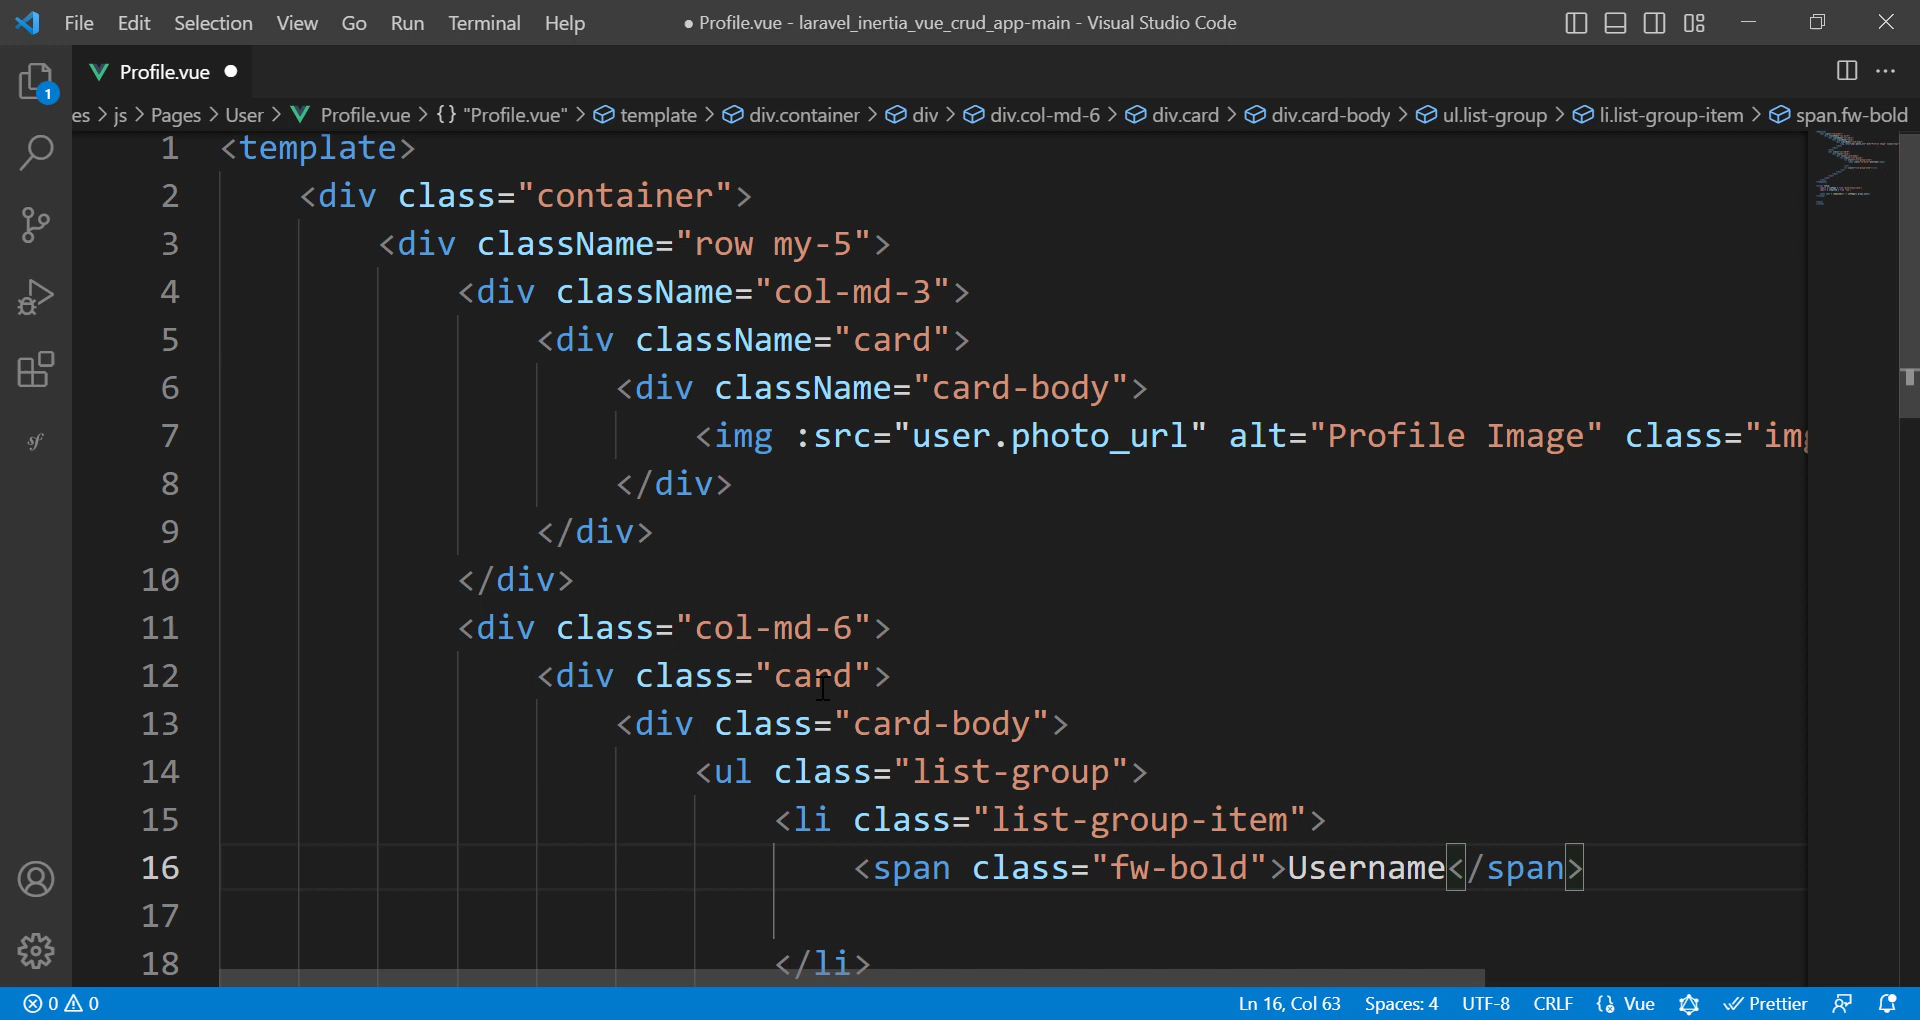 File Edit Selection View Go Run Terminal Help ● Profile.vue - laravel_inertia_vue_crud_app-main - Visual Studio Code
Profile.vue ●
1
es > js > Pages > User > Profile.vue > {} "Profile.vue" > template > div.container > div > div.col-md-6 > div.card > div.card-body > ul.list-group > li.list-group-item > span.fw-bold
1 <template>
2 <div class="container">
3 <div className="row my-5">
4 <div className="col-md-3">
5 <div className="card">
6 <div className="card-body">
7 <img :src="user.photo_url" alt="Profile Image" class="img
8 </div>
9 </div>
10 </div>
11 <div class="col-md-6">
12 <div class="card">
13 <div class="card-body">
14 <ul class="list-group">
15 <li class="list-group-item">
16 <span class="fw-bold">Username</span>
17
18 </li>
0 0 Ln 16, Col 63 Spaces: 4 UTF-8 CRLF {} Vue Prettier